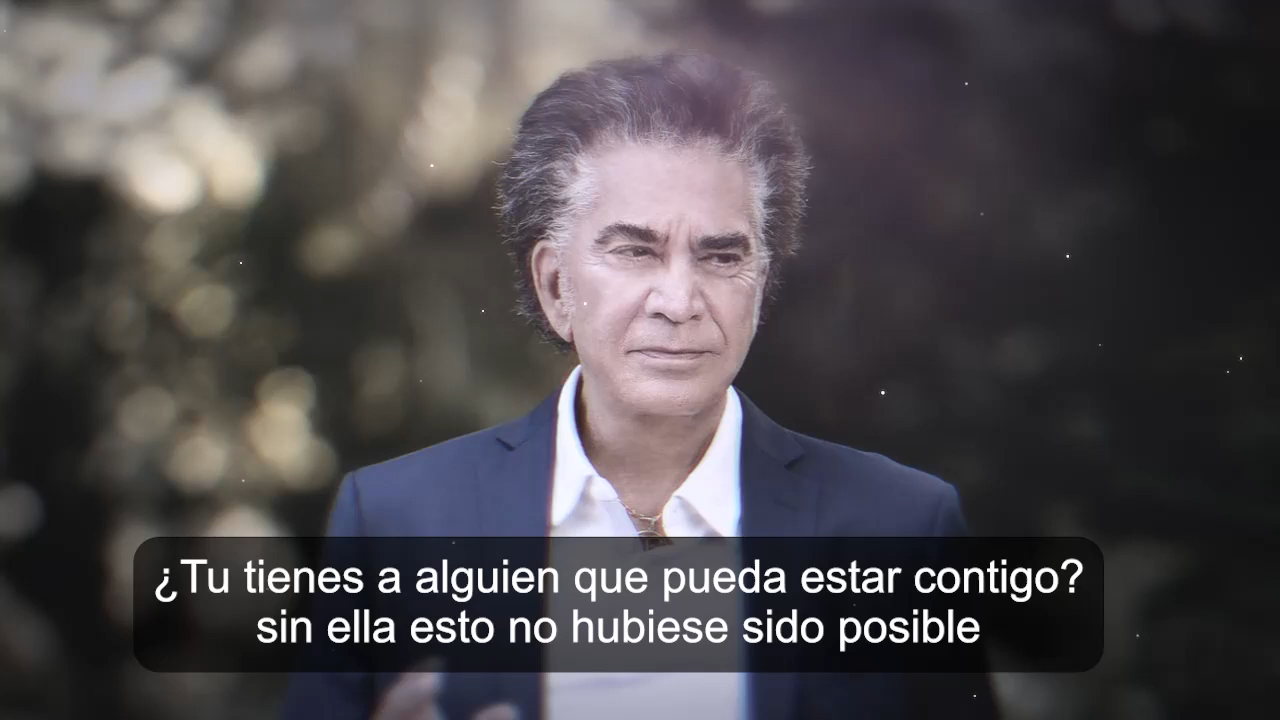 ¿Tu tienes a alguien que pueda estar contigo?
sin ella esto no hubiese sido posible